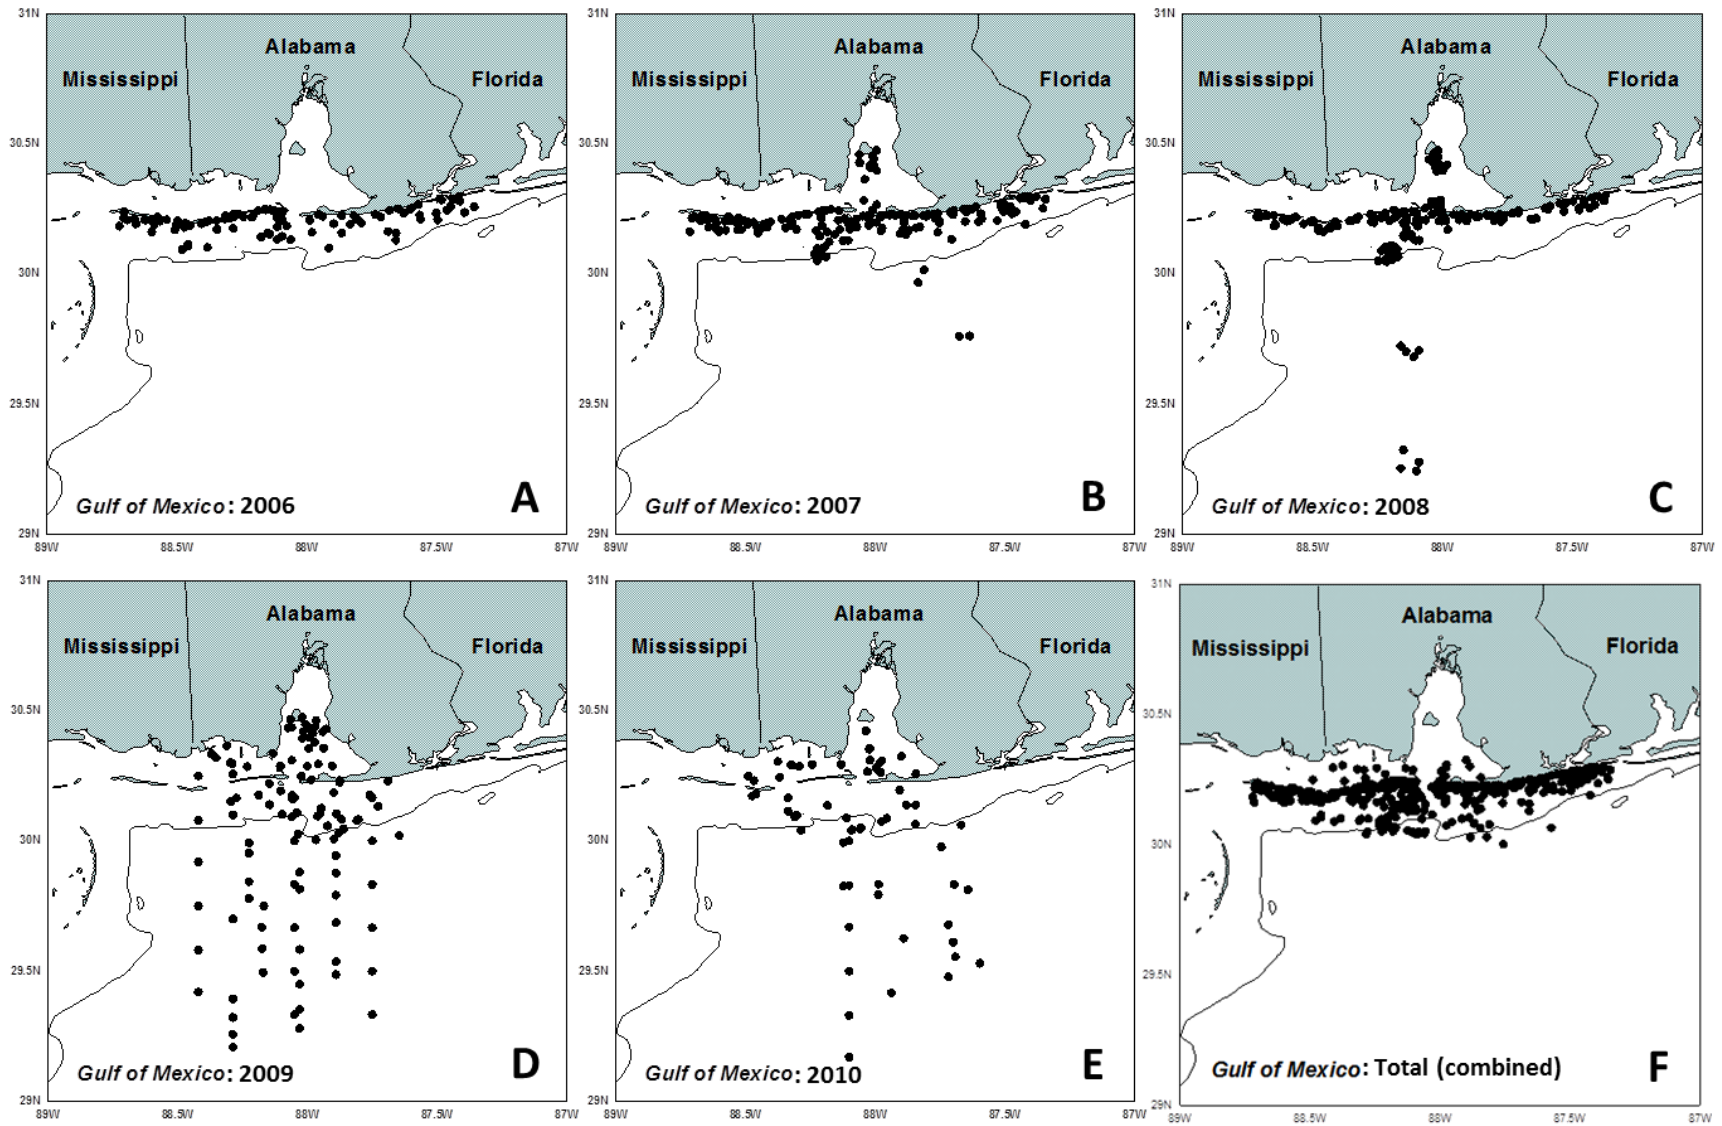 31N
Alabama
Mississippi
Florida
30.5N
30N
29.5N
Gulf of Mexico: 2006
A
29N
89W
88.5W
88W
87.5W
87W
31N
Alabama
Mississippi
Florida
30.5N
30N
29.5N
Gulf of Mexico: 2007
B
29N
89W
88.5W
88W
87.5W
87W
31N
Alabama
Mississippi
Florida
30.5N
30N
29.5N
Gulf of Mexico: 2008
C
29N
89W
88.5W
88W
87.5W
87W
31N
Alabama
Mississippi
Florida
30.5N
30N
29.5N
Gulf of Mexico: 2009
D
29N
89W
88.5W
88W
87.5W
87W
31N
Alabama
Mississippi
Florida
30.5N
30N
29.5N
Gulf of Mexico: 2010
E
29N
89W
88.5W
88W
87.5W
87W
31N
Alabama
Mississippi
Florida
30.5N
30N
29.5N
Gulf of Mexico: Total (combined)
F
29N
89W
88.5W
88W
87.5W
87W